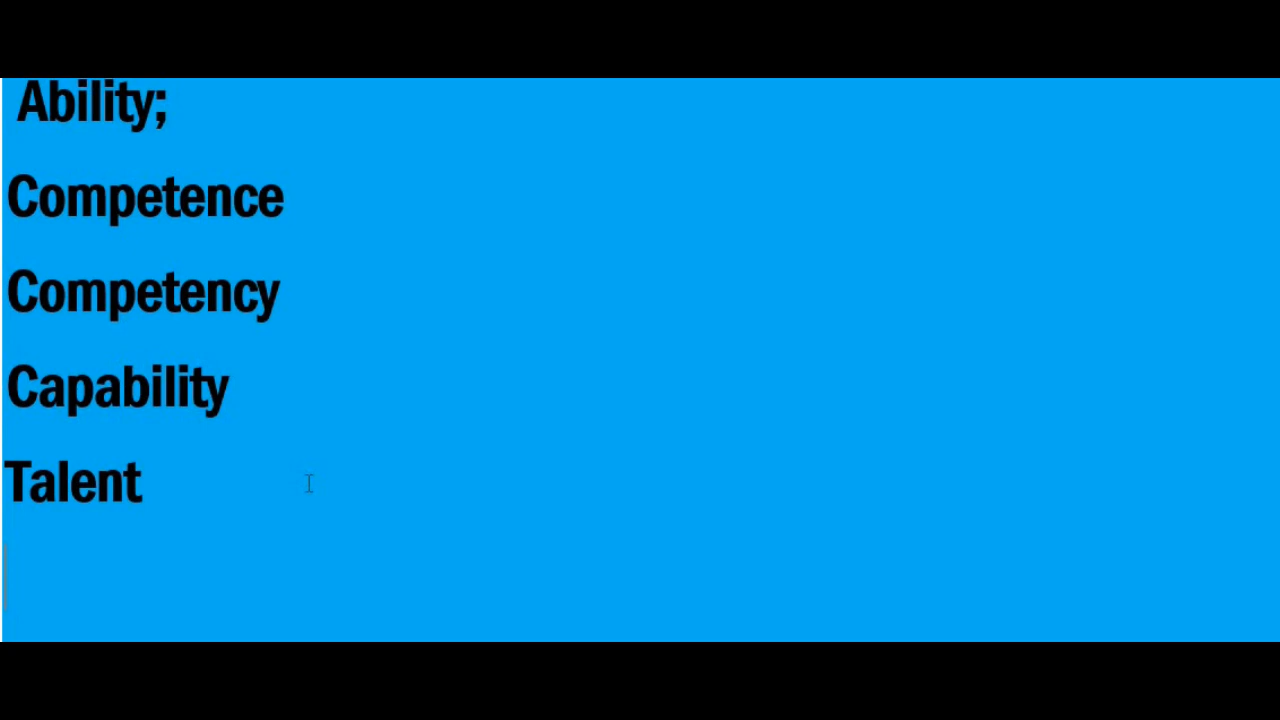 Ability;
Competence
Competency
Capability
Talent